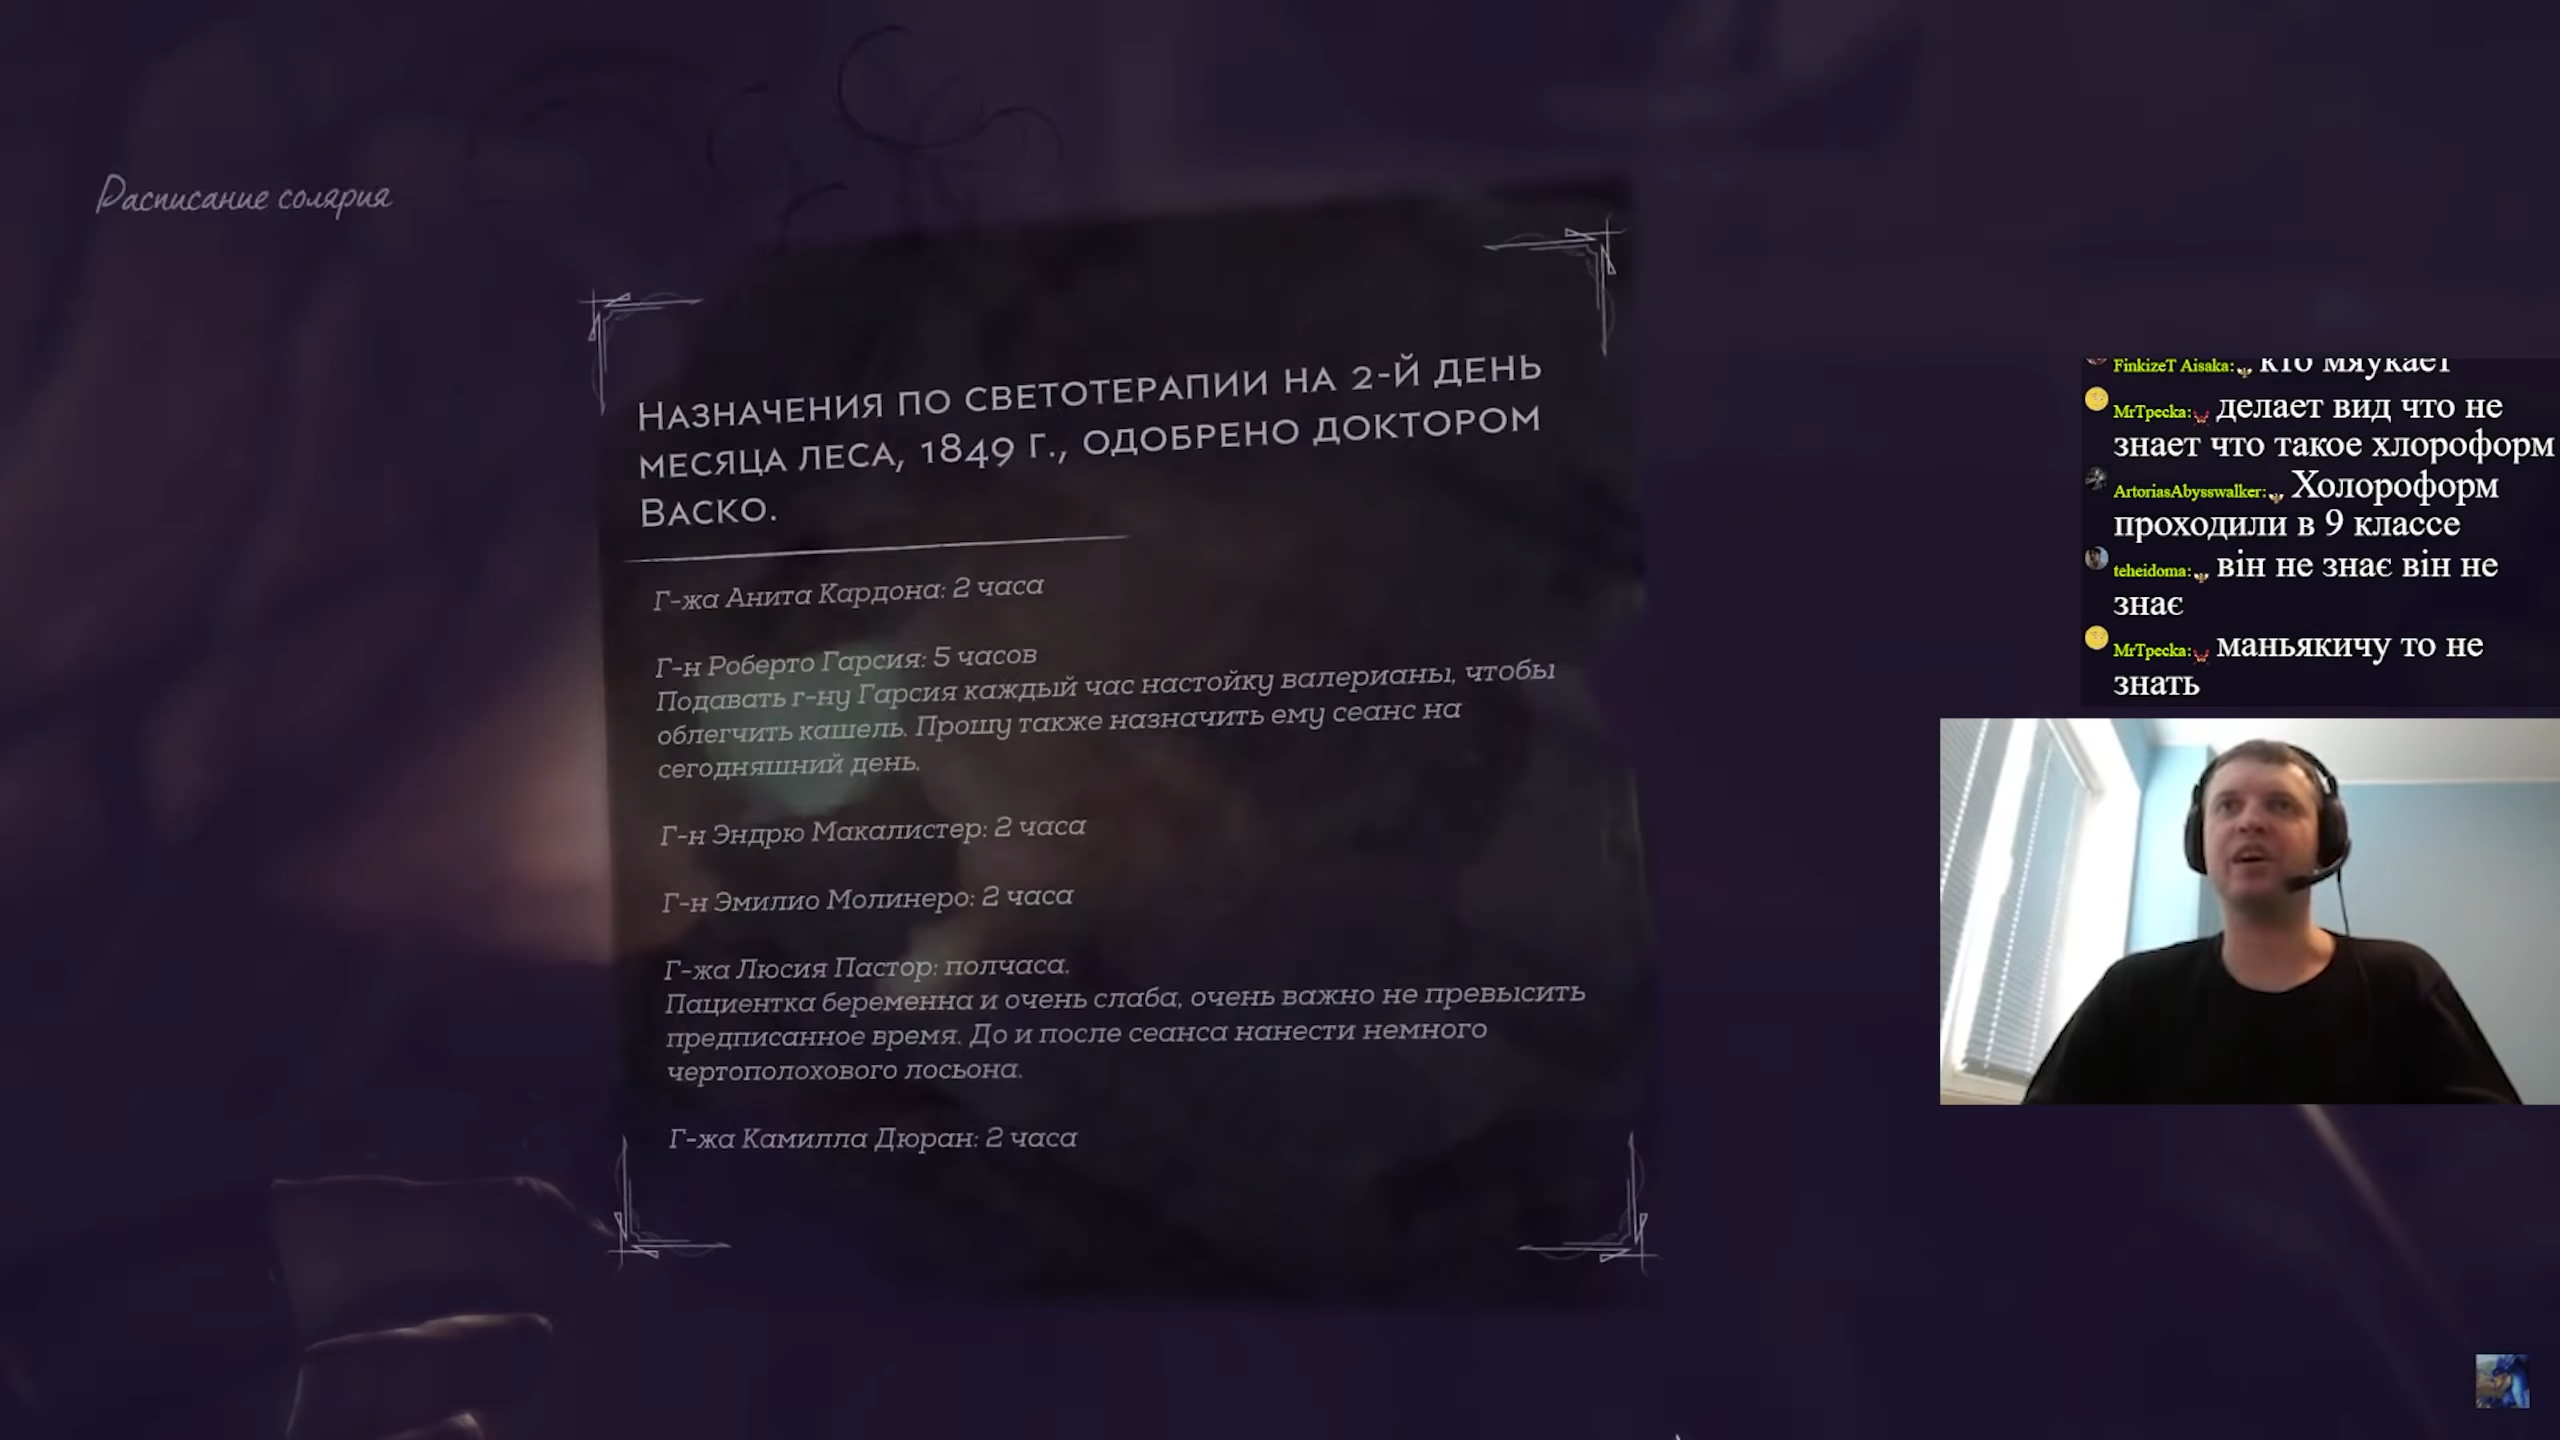 Расписание солярия
Назначения по светотерапии на 2-й день
месяца леса, 1849 г., одобрено доктором
Васко.
Г-жа Анита Кардона: 2 часа
Г-н Роберто Гарсия: 5 часов
Подавать г-ну Гарсия каждый час настойку валерианы, чтобы
облегчить кашель. Прошу также назначить ему сеанс на
сегодняшний день.
Г-н Эндрю Макалистер: 2 часа
Г-н Эмилио Молинеро: 2 часа
Г-жа Люсия Пастор: полчаса.
Пациентка беременна и очень слаба, очень важно не превысить
предписанное время. До и после сеанса нанести немного
чертополохового лосьона.
Г-жа Камилла Дюран: 2 часа
FinkizeT Aisaka: кто мяукает
MrTpecka: делает вид что не
знает что такое хлороформ
ArtoriasAbysswalker: Холороформ
проходили в 9 классе
teheidoma: він не знає він не
знає
MrTpecka: маньякичу то не
знать